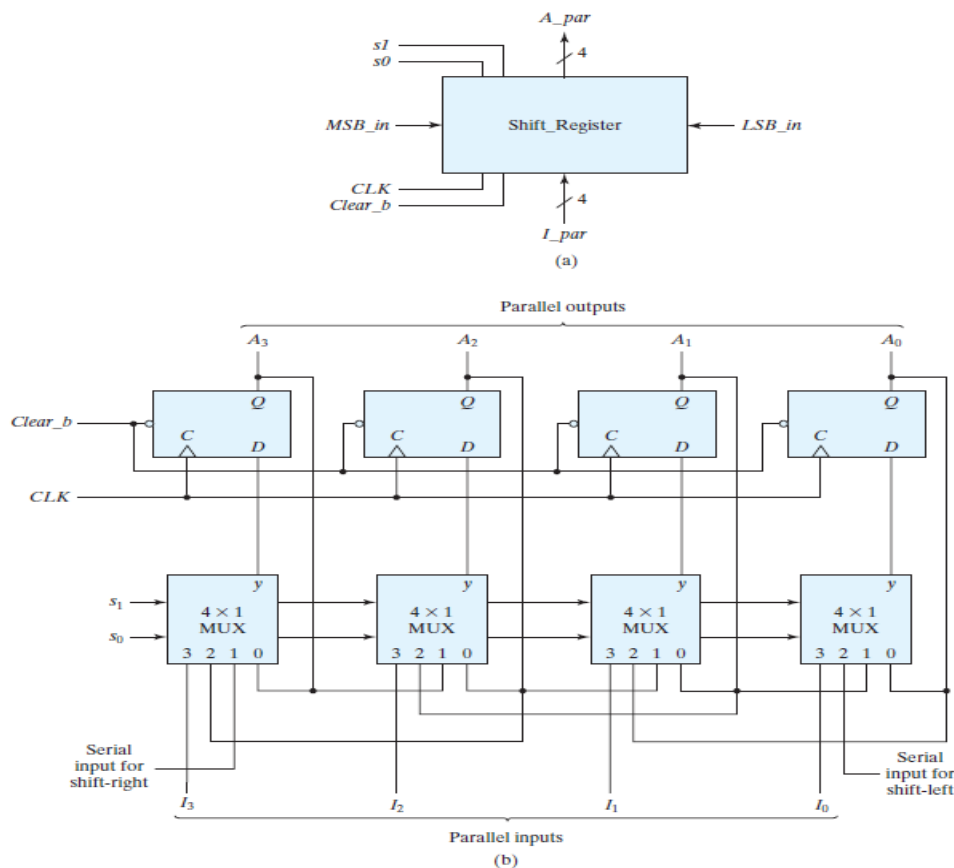 A_par
s1
4
s0
MSB_in
Shift_Register
LSB_in
CLK
4
Clear_b
I_par
(a)
Parallel outputs
A3 A2 A1 A0
Q Q Q Q
Clear_b
C D C D C D C D
CLK
y y y y
s1
4 × 1 4 × 1 4 × 1 4 × 1
MUX MUX MUX MUX
s0
3 2 1 0 3 2 1 0 3 2 1 0 3 2 1 0
Serial
input for
shift-right
Serial
input for
shift-left
I3 I2 I1 I0
Parallel inputs
(b)